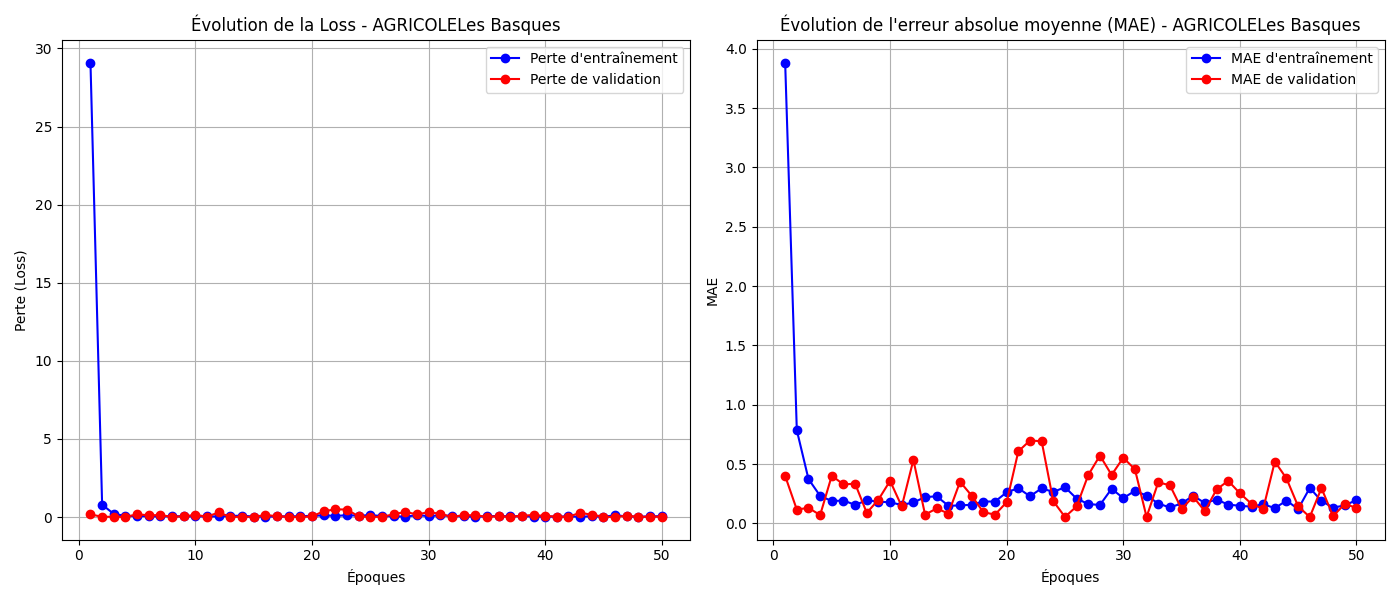 Évolution de la Loss - AGRICOLELes Basques
30
25
20
15
10
5
0
Perte (Loss)
0
10
20
30
40
50
Époques
Perte d'entraînement
Perte de validation
Évolution de l'erreur absolue moyenne (MAE) - AGRICOLELes Basques
4.0
3.5
3.0
2.5
2.0
1.5
1.0
0.5
0.0
MAE
0
10
20
30
40
50
Époques
MAE d'entraînement
MAE de validation